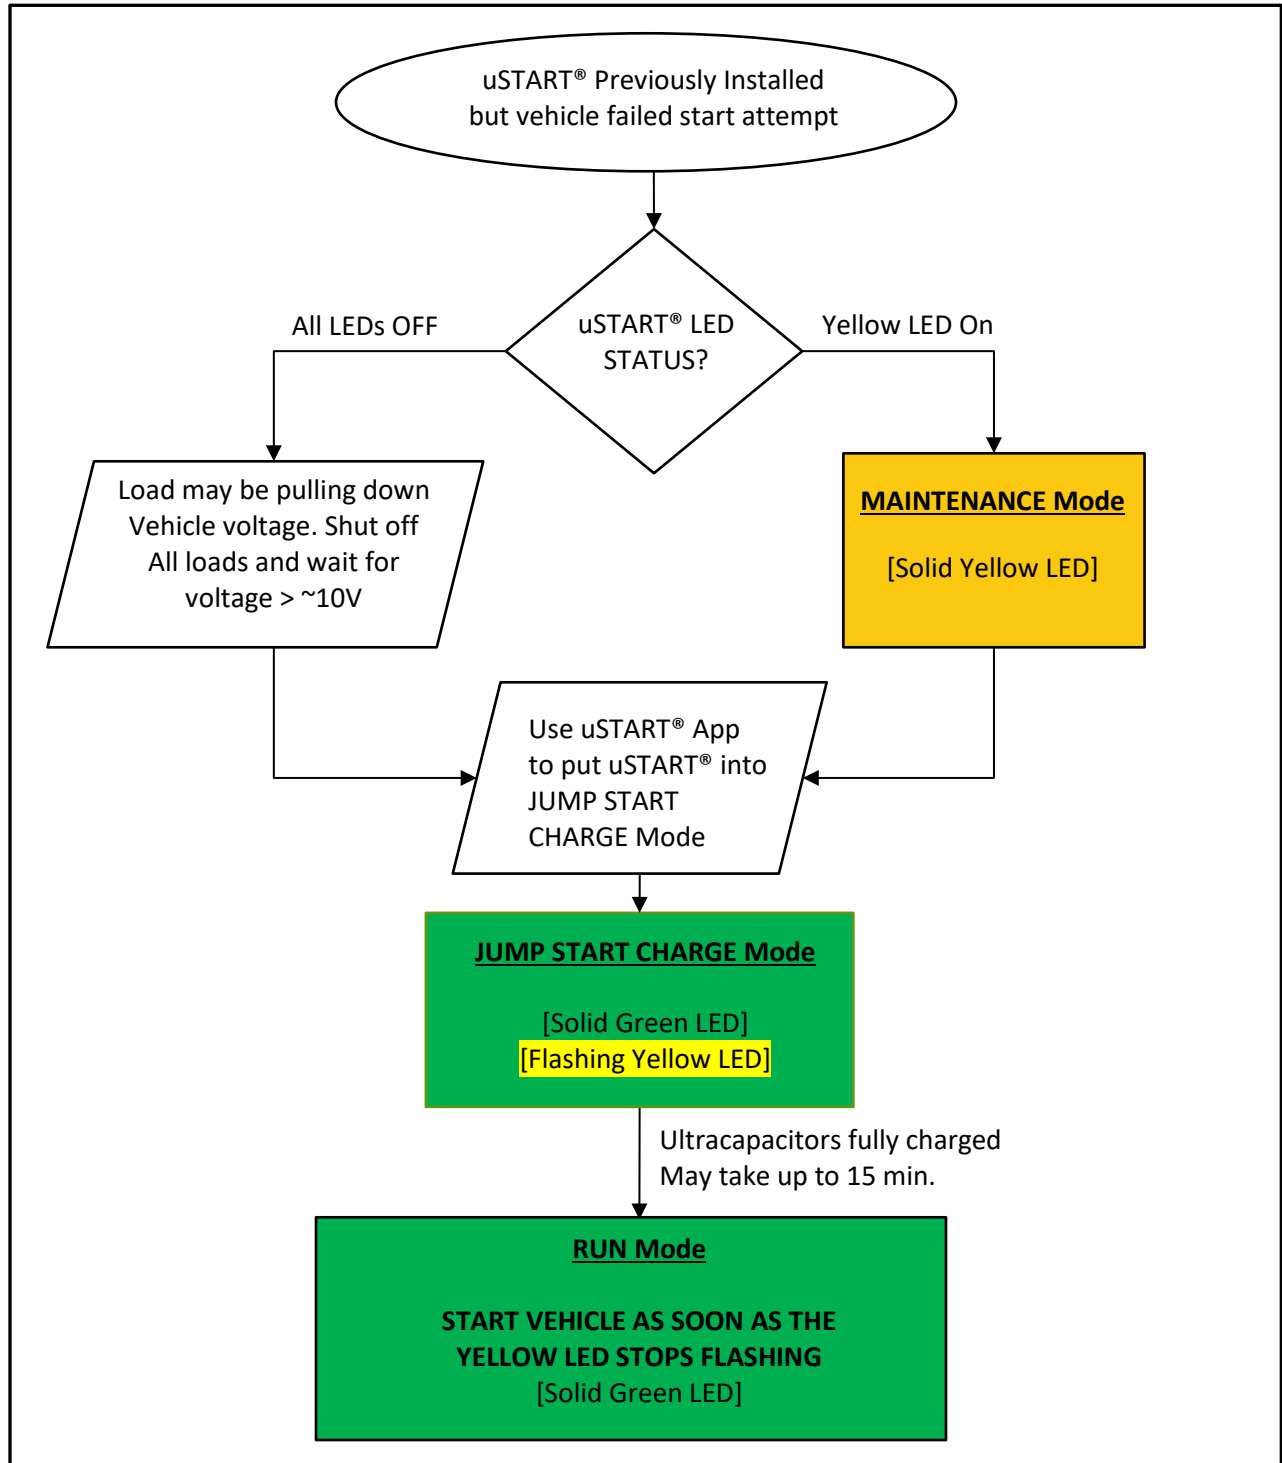 uSTART® Previously Installed
but vehicle failed start attempt
All LEDs OFF
uSTART® LED
STATUS?
Yellow LED On
Load may be pulling down
Vehicle voltage. Shut off
All loads and wait for
voltage > ~10V
MAINTENANCE Mode
[Solid Yellow LED]
Use uSTART® App
to put uSTART® into
JUMP START
CHARGE Mode
JUMP START CHARGE Mode
[Solid Green LED]
[Flashing Yellow LED]
Ultracapacitors fully charged
May take up to 15 min.
RUN Mode
START VEHICLE AS SOON AS THE
YELLOW LED STOPS FLASHING
[Solid Green LED]